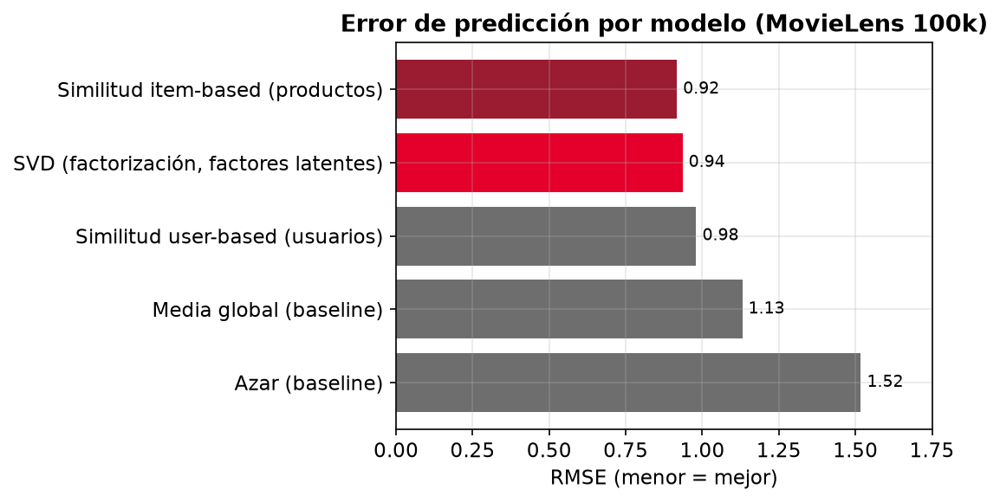 Error de predicción por modelo (MovieLens 100k)
Similitud item-based (productos)
0.92
SVD (factorización, factores latentes)
0.94
Similitud user-based (usuarios)
0.98
Media global (baseline)
1.13
Azar (baseline)
1.52
0.00 0.25 0.50 0.75 1.00 1.25 1.50 1.75
RMSE (menor = mejor)